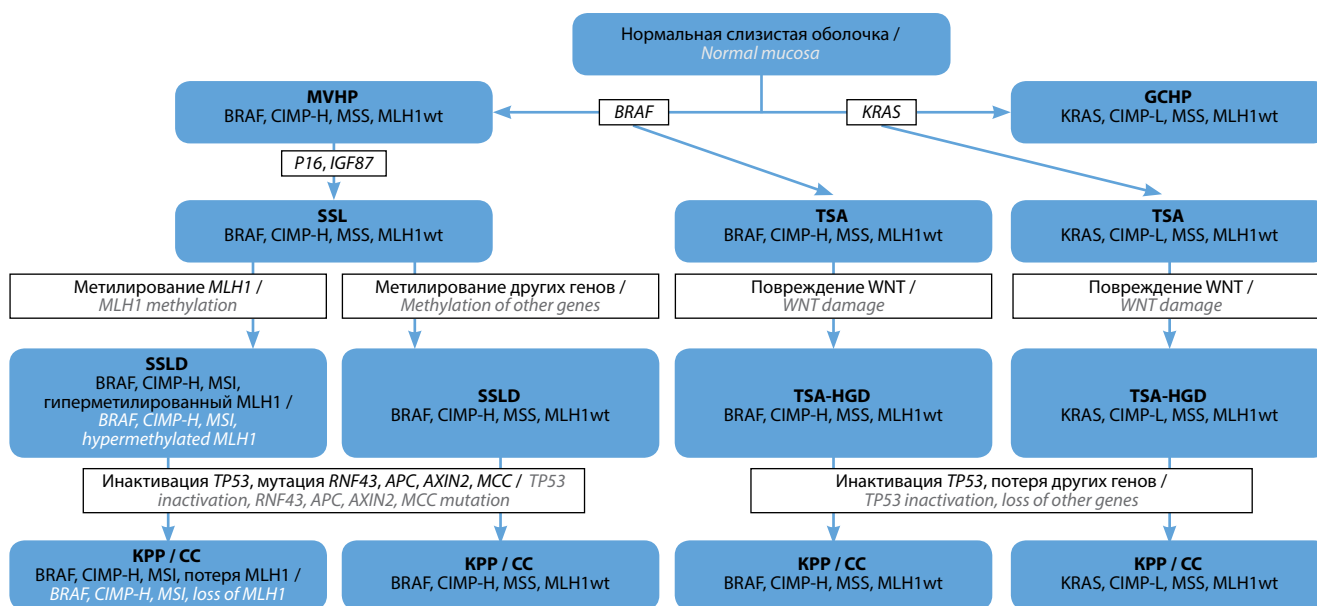 Нормальная слизистая оболочка /
Normal mucosa
MVHP
BRAF, CIMP-H, MSS, MLH1wt
BRAF
KRAS
GCHP
KRAS, CIMP-L, MSS, MLH1wt
P16, IGF87
SSL
BRAF, CIMP-H, MSS, MLH1wt
TSA
BRAF, CIMP-H, MSS, MLH1wt
TSA
KRAS, CIMP-L, MSS, MLH1wt
Метилирование MLH1 /
MLH1 methylation
Метилирование других генов /
Methylation of other genes
Повреждение WNT /
WNT damage
Повреждение WNT /
WNT damage
SSLD
BRAF, CIMP-H, MSI,
гиперметилированный MLH1 /
BRAF, CIMP-H, MSI,
hypermethylated MLH1
SSLD
BRAF, CIMP-H, MSS, MLH1wt
TSA-HGD
BRAF, CIMP-H, MSS, MLH1wt
TSA-HGD
KRAS, CIMP-L, MSS, MLH1wt
Инактивация TP53, мутация RNF43, APC, AXIN2, MCC / TP53
inactivation, RNF43, APC, AXIN2, MCC mutation
Инактивация TP53, потеря других генов /
TP53 inactivation, loss of other genes
КРР / CC
BRAF, CIMP-H, MSI, потеря MLH1 /
BRAF, CIMP-H, MSI, loss of MLH1
КРР / CC
BRAF, CIMP-H, MSS, MLH1wt
КРР / CC
BRAF, CIMP-H, MSS, MLH1wt
КРР / CC
KRAS, CIMP-L, MSS, MLH1wt